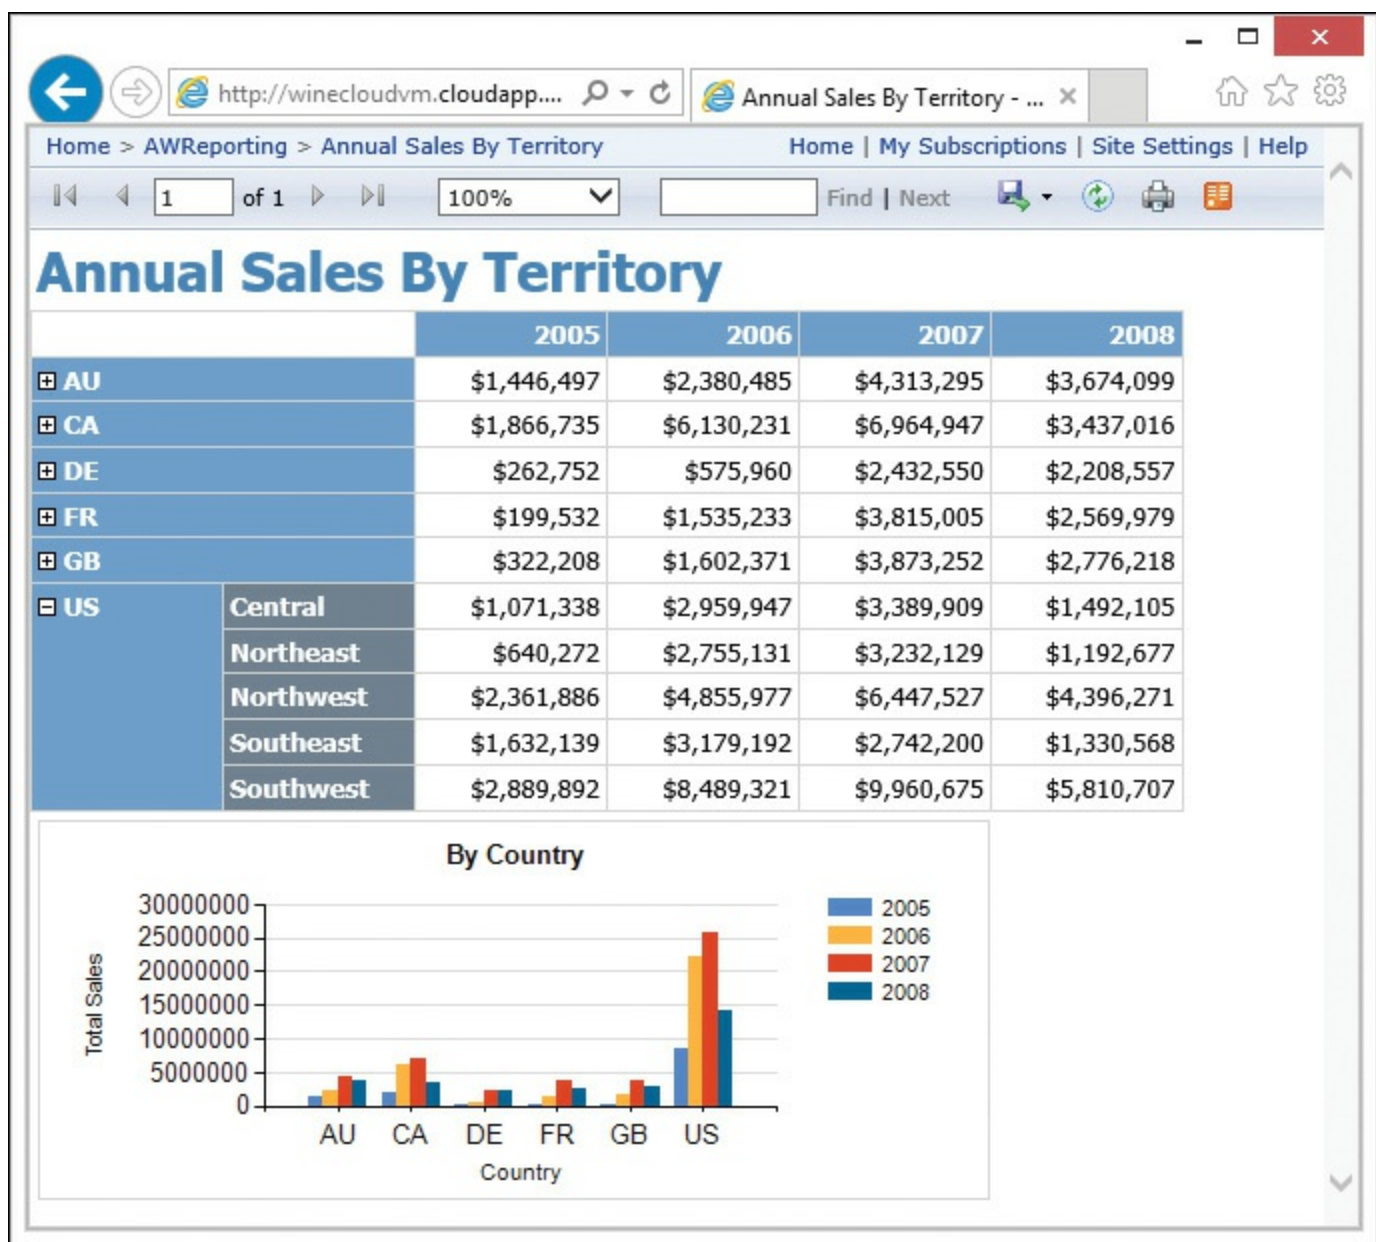 http://winecloudvm.cloudapp.... Annual Sales By Territory - ...
Home > AWReporting > Annual Sales By Territory Home | My Subscriptions | Site Settings | Help
1 of 1 100% Find | Next
Annual Sales By Territory
2005 2006 2007 2008
AU $1,446,497 $2,380,485 $4,313,295 $3,674,099
CA $1,866,735 $6,130,231 $6,964,947 $3,437,016
DE $262,752 $575,960 $2,432,550 $2,208,557
FR $199,532 $1,535,233 $3,815,005 $2,569,979
GB $322,208 $1,602,371 $3,873,252 $2,776,218
US Central $1,071,338 $2,959,947 $3,389,909 $1,492,105
Northeast $640,272 $2,755,131 $3,232,129 $1,192,677
Northwest $2,361,886 $4,855,977 $6,447,527 $4,396,271
Southeast $1,632,139 $3,179,192 $2,742,200 $1,330,568
Southwest $2,889,892 $8,489,321 $9,960,675 $5,810,707
By Country
30000000
25000000
20000000
15000000
10000000
5000000
0
Total Sales
AU CA DE FR GB US
Country
2005
2006
2007
2008